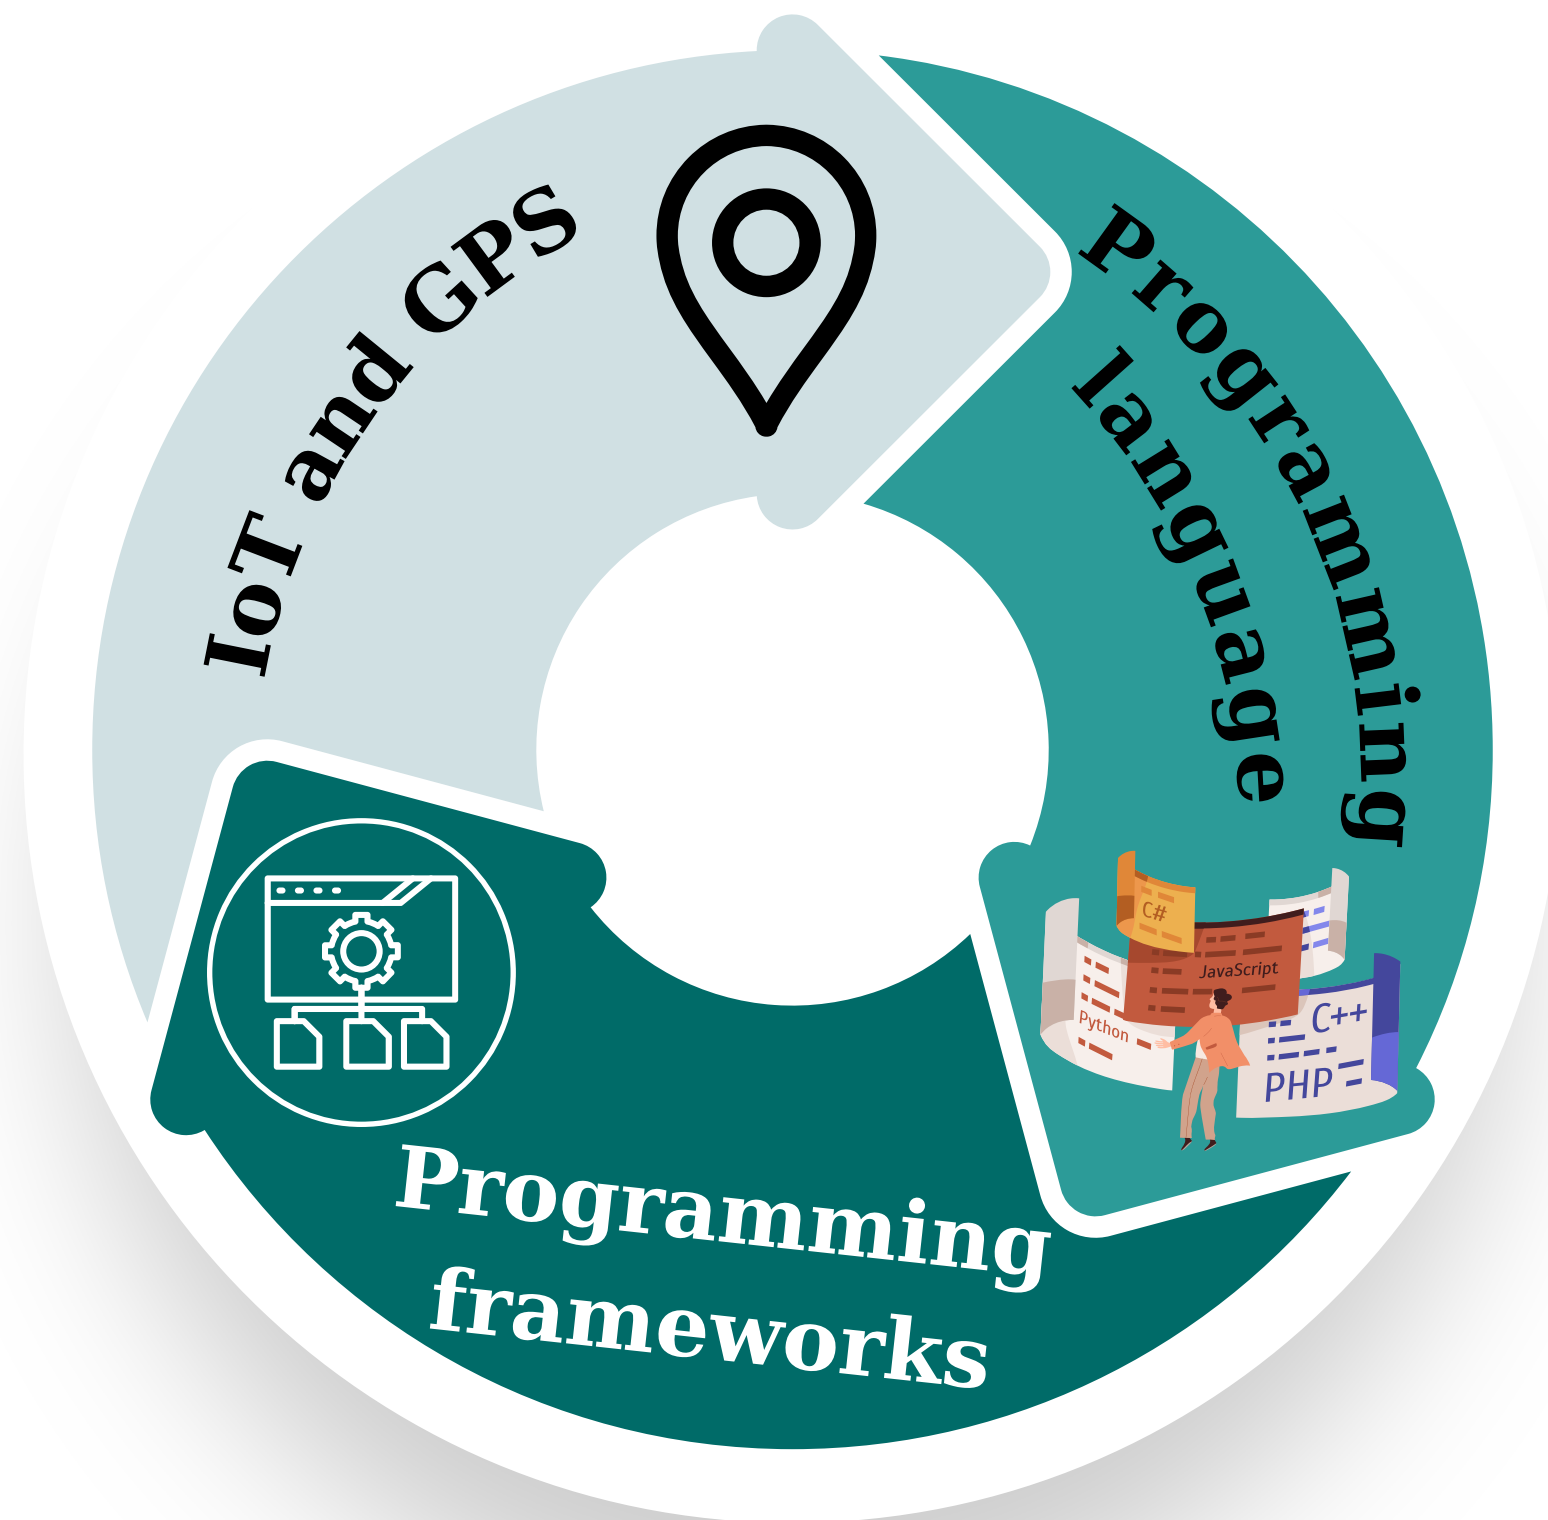 IoT and GPS
Programming
language
C#
JavaScript
Python
C++
PHP
Programming
frameworks